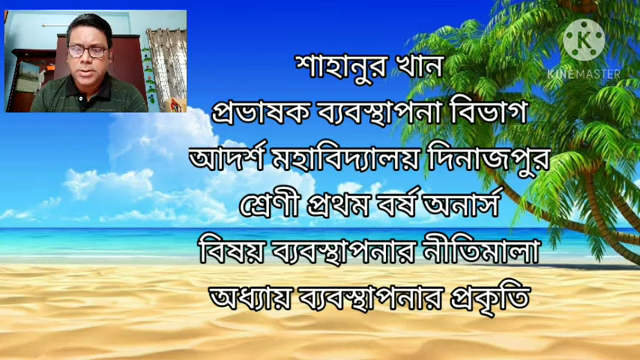 শাহানুর খান
প্রভাষক ব্যবস্থাপনা বিভাগ
আদর্শ মহাবিদ্যালয় দিনাজপুর
শ্রেণী প্রথম বর্ষ অনার্স
বিষয় ব্যবস্থাপনার নীতিমালা
অধ্যায় ব্যবস্থাপনার প্রকৃতি
KINEMASTER